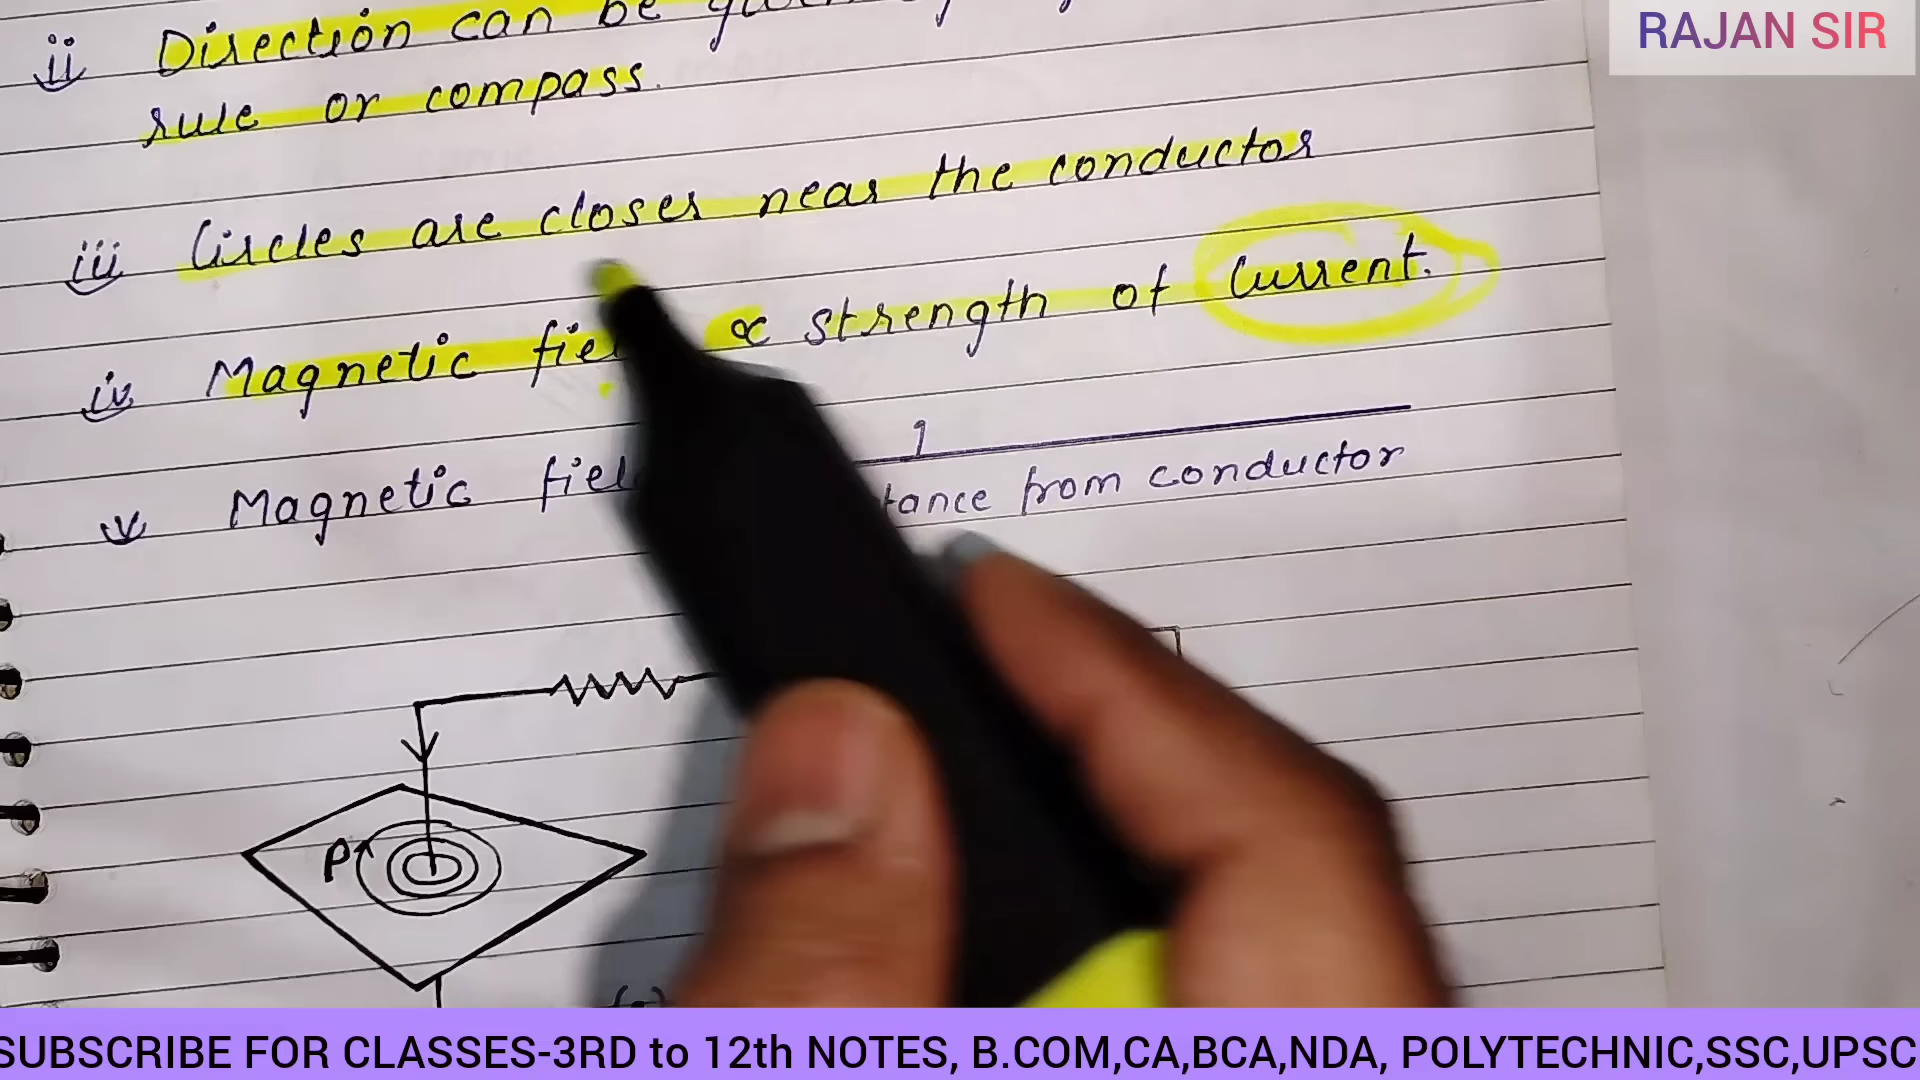 ii Direction can be
rule or compass.
iii Circles are closer near the conductor
iv Magnetic fiel ∝ strength of Current.
v Magnetic fiel 1
tance from conductor
P
RAJAN SIR
SUBSCRIBE FOR CLASSES-3RD to 12th NOTES, B.COM,CA,BCA,NDA, POLYTECHNIC,SSC,UPSC